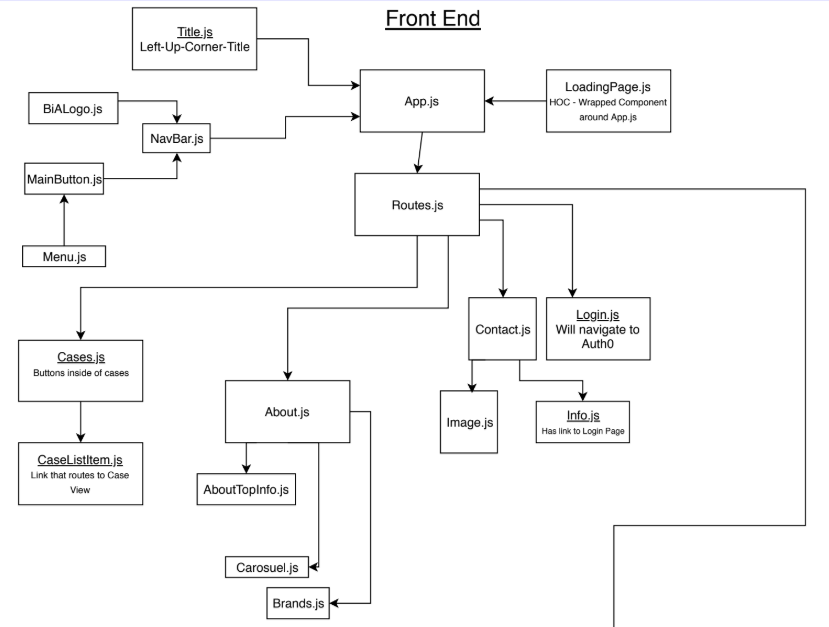 Front End
Title.js
Left-Up-Corner-Title
App.js
LoadingPage.js
HOC - Wrapped Component
around App.js
BiALogo.js
NavBar.js
MainButton.js
Menu.js
Routes.js
Cases.js
Buttons inside of cases
CaseListItem.js
Link that routes to Case
View
About.js
AboutTopInfo.js
Carosuel.js
Brands.js
Contact.js
Login.js
Will navigate to
Auth0
Image.js
Info.js
Has link to Login Page